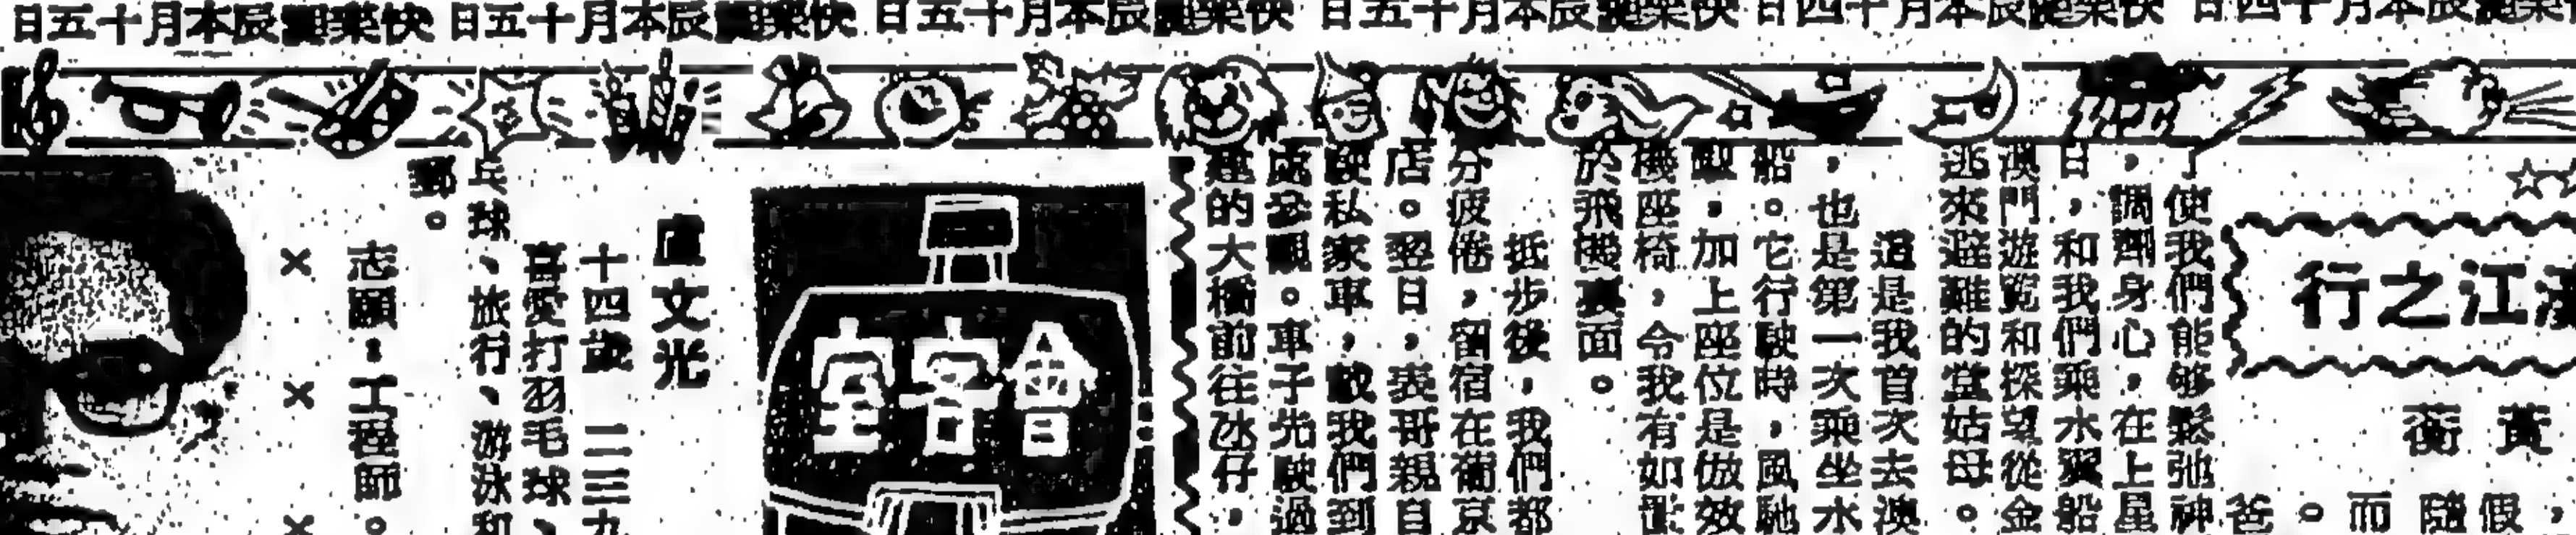 樂誕辰本月十四日 快樂誕辰本月十四日 快樂誕辰本月十五日 快樂誕辰本月十五日 快樂誕辰本月十五日 快樂誕辰本月十五日
江之行
黃衡
假
隨
而
。
爸
了使我們能够鬆弛神
，調劑身心，在上星
日，和我們乘水翼船
澳門遊覽和探望從金
逃來避難的堂姑母。
這是我首次去澳
，也是第一次乘坐水
船。它行駛時，風馳
，加上座位是倣效
機座椅，令我有如置
於飛機裏面。
抵步後，我們都
分疲倦，留宿在葡京
店。翌日，表哥親自
駛私家車，載我們到
處參觀。車子先駛過
建的大橋前往氹仔，
會客室
盧文光
十四歲 二三九
喜愛打羽毛球、
乒球、旅行、游泳和
郵。
志願：工程師。
× × ×